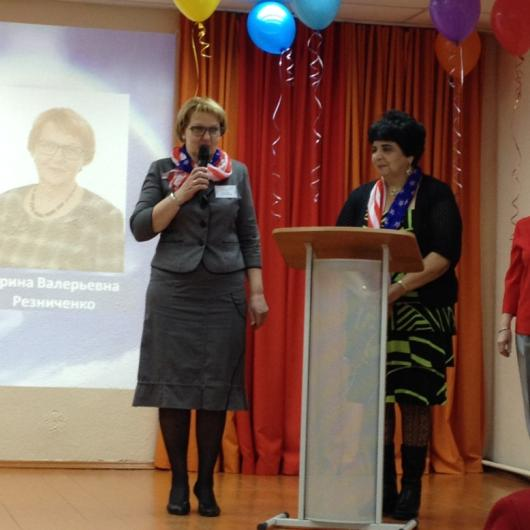 рина Валерьевна
Резниченко